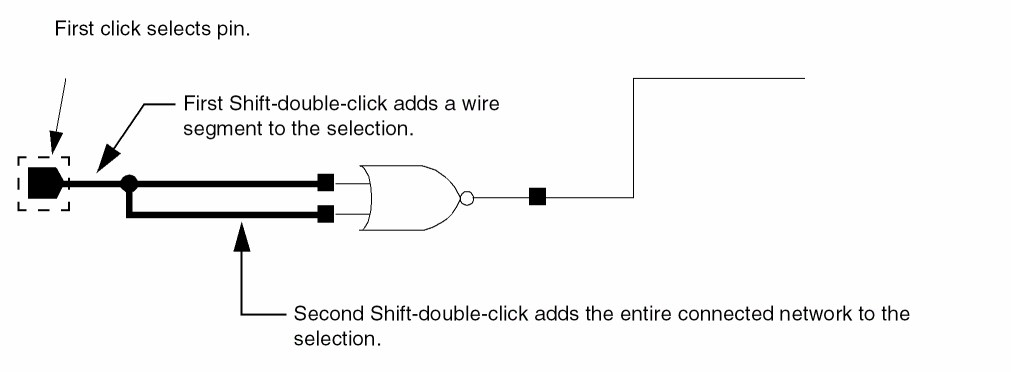 First click selects pin.
First Shift-double-click adds a wire
segment to the selection.
Second Shift-double-click adds the entire connected network to the
selection.